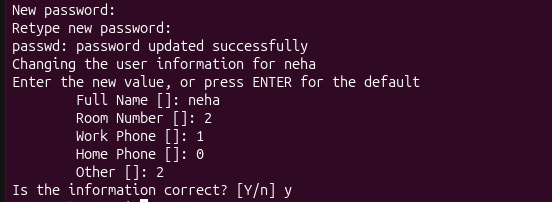 New password:
Retype new password:
passwd: password updated successfully
Changing the user information for neha
Enter the new value, or press ENTER for the default
Full Name []: neha
Room Number []: 2
Work Phone []: 1
Home Phone []: 0
Other []: 2
Is the information correct? [Y/n] y